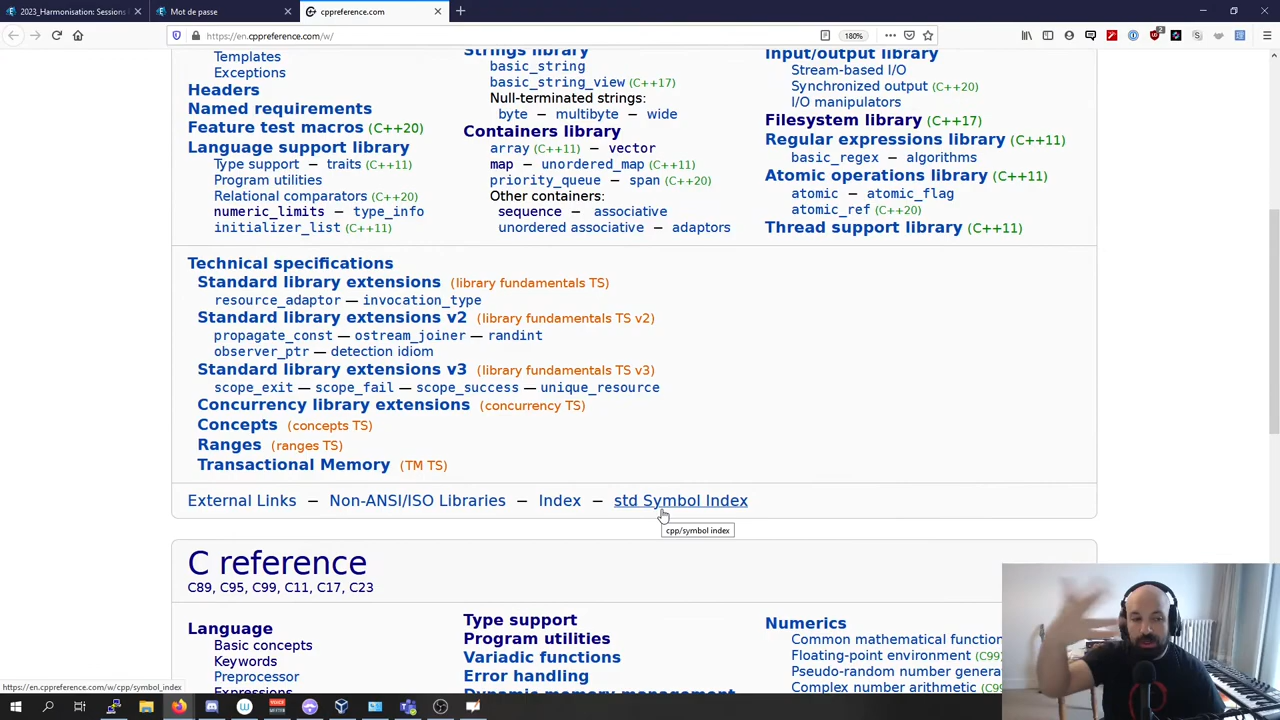 2023_Harmonisation: Sessions
Mot de passe
cppreference.com
https://en.cppreference.com/w/
180%
Templates
Exceptions
Headers
Named requirements
Feature test macros (C++20)
Language support library
Type support − traits (C++11)
Program utilities
Relational comparators (C++20)
numeric_limits − type_info
initializer_list (C++11)
Strings library
basic_string
basic_string_view (C++17)
Null-terminated strings:
byte − multibyte − wide
Containers library
array (C++11) − vector
map − unordered_map (C++11)
priority_queue − span (C++20)
Other containers:
sequence − associative
unordered associative − adaptors
Input/output library
Stream-based I/O
Synchronized output (C++20)
I/O manipulators
Filesystem library (C++17)
Regular expressions library (C++11)
basic_regex − algorithms
Atomic operations library (C++11)
atomic − atomic_flag
atomic_ref (C++20)
Thread support library (C++11)
Technical specifications
Standard library extensions (library fundamentals TS)
resource_adaptor — invocation_type
Standard library extensions v2 (library fundamentals TS v2)
propagate_const — ostream_joiner — randint
observer_ptr — detection idiom
Standard library extensions v3 (library fundamentals TS v3)
scope_exit — scope_fail — scope_success — unique_resource
Concurrency library extensions (concurrency TS)
Concepts (concepts TS)
Ranges (ranges TS)
Transactional Memory (TM TS)
External Links − Non-ANSI/ISO Libraries − Index − std Symbol Index
cpp/symbol index
C reference
C89, C95, C99, C11, C17, C23
Language
Basic concepts
Keywords
Preprocessor
Expressions
Type support
Program utilities
Variadic functions
Error handling
Dynamic memory management
Numerics
Common mathematical function
Floating-point environment (C99)
Pseudo-random number genera
Complex number arithmetic (C99
https://en.cppreference.com/w/cpp/symbol_index